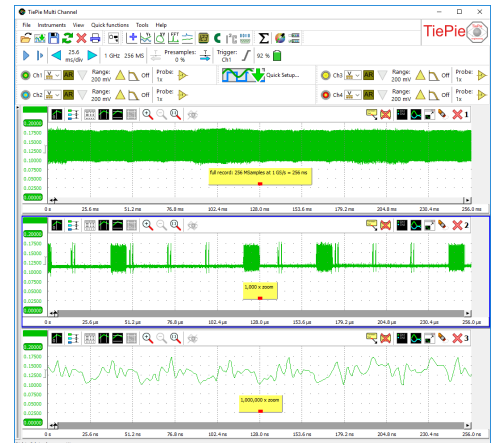 TiePie Multi Channel
File Instruments View Quick functions Tools Help
TiePie
25.6 ms/div
1 GHz 256 MS
Presamples: 0 %
Trigger: Ch1
92 %
Ch1 AR Range: 200 mV Off Probe: 1x
Quick Setup...
Ch3 AR Range: 200 mV Off Probe: 1x
Ch2 AR Range: 200 mV Off Probe: 1x
Ch4 AR Range: 200 mV Off Probe: 1x
1
0.20000
0.17500
0.15000
0.12500
0.10000
0.07500
0.05000
0.02500
0.00000
full record: 256 MSamples at 1 GS/s = 256 ms
0 s 25.6 ms 51.2 ms 76.8 ms 102.4 ms 128.0 ms 153.6 ms 179.2 ms 204.8 ms 230.4 ms 256.0 ms
2
0.20000
0.17500
0.15000
0.12500
0.10000
0.07500
0.05000
0.02500
0.00000
1,000 x zoom
0 s 25.6 µs 51.2 µs 76.8 µs 102.4 µs 128.0 µs 153.6 µs 179.2 µs 204.8 µs 230.4 µs 256.0 µs
3
0.20000
0.17500
0.15000
0.12500
0.10000
0.07500
0.05000
0.02500
0.00000
1,000,000 x zoom
0 s 25.6 ns 51.2 ns 76.8 ns 102.4 ns 128.0 ns 153.6 ns 179.2 ns 204.8 ns 230.4 ns 256.0 ns